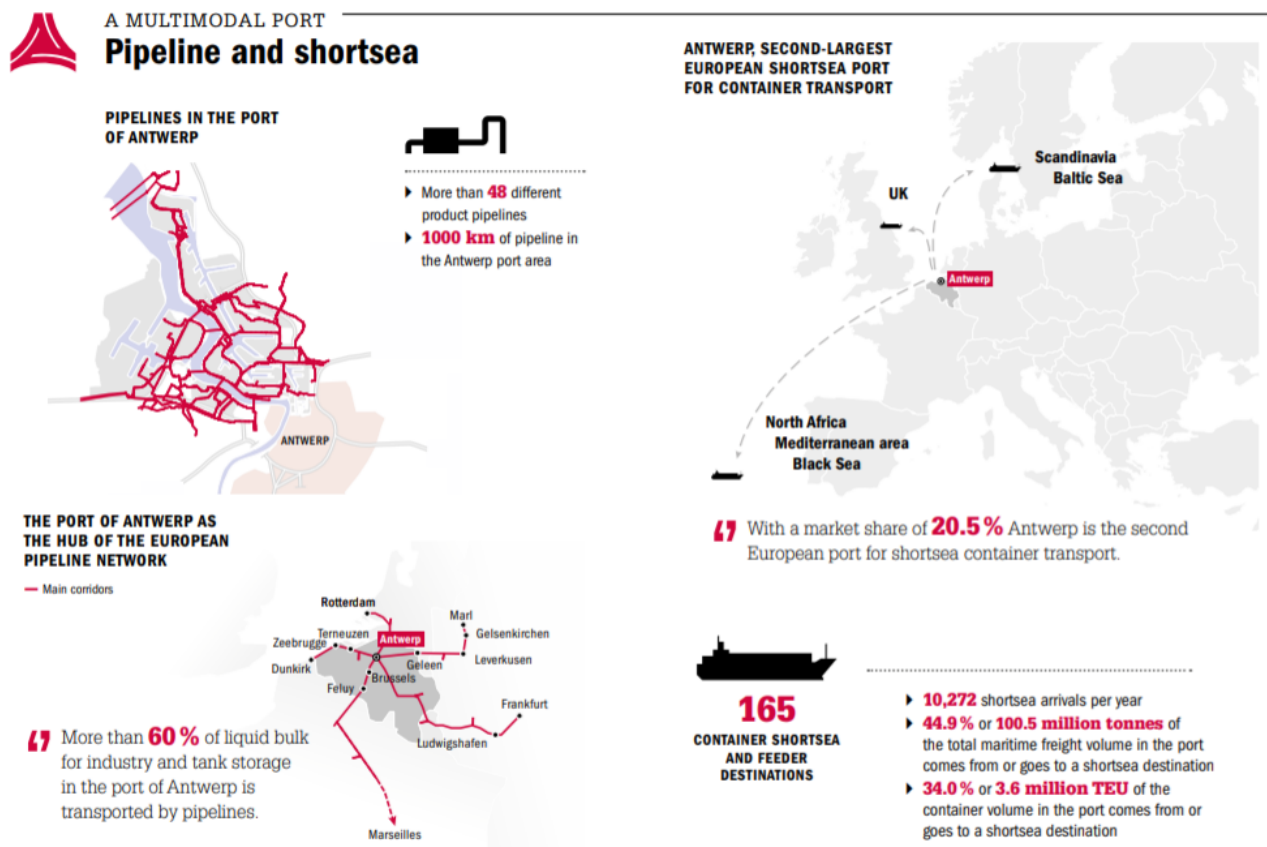 A MULTIMODAL PORT
Pipeline and shortsea
PIPELINES IN THE PORT
OF ANTWERP
More than 48 different
product pipelines
1000 km of pipeline in
the Antwerp port area
ANTWERP
THE PORT OF ANTWERP AS
THE HUB OF THE EUROPEAN
PIPELINE NETWORK
Main corridors
Rotterdam
Marl
Terneuzen
Antwerp
Gelsenkirchen
Zeebrugge
Geleen
Leverkusen
Dunkirk
Brussels
Feluy
Frankfurt
Ludwigshafen
Marseilles
More than 60 % of liquid bulk
for industry and tank storage
in the port of Antwerp is
transported by pipelines.
ANTWERP, SECOND-LARGEST
EUROPEAN SHORTSEA PORT
FOR CONTAINER TRANSPORT
Scandinavia
Baltic Sea
UK
Antwerp
North Africa
Mediterranean area
Black Sea
With a market share of 20.5 % Antwerp is the second
European port for shortsea container transport.
165
CONTAINER SHORTSEA
AND FEEDER
DESTINATIONS
10,272 shortsea arrivals per year
44.9 % or 100.5 million tonnes of
the total maritime freight volume in the port
comes from or goes to a shortsea destination
34.0 % or 3.6 million TEU of the
container volume in the port comes from or
goes to a shortsea destination